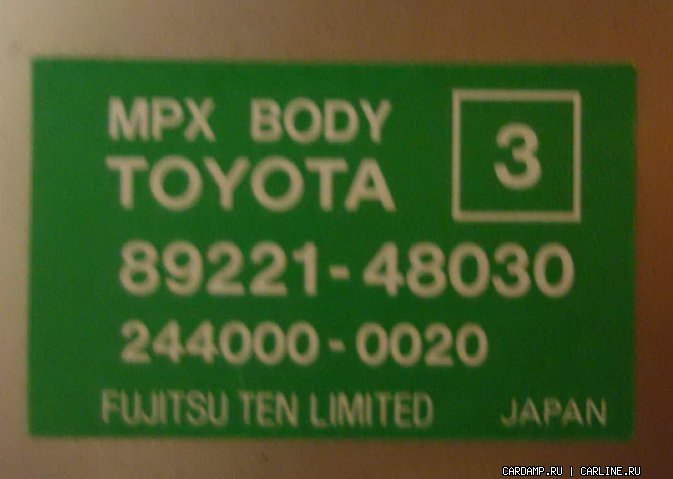 MPX BODY
TOYOTA
3
89221-48030
244000-0020
FUJITSU TEN LIMITED JAPAN
CARDAMP.RU | CARLINE.RU